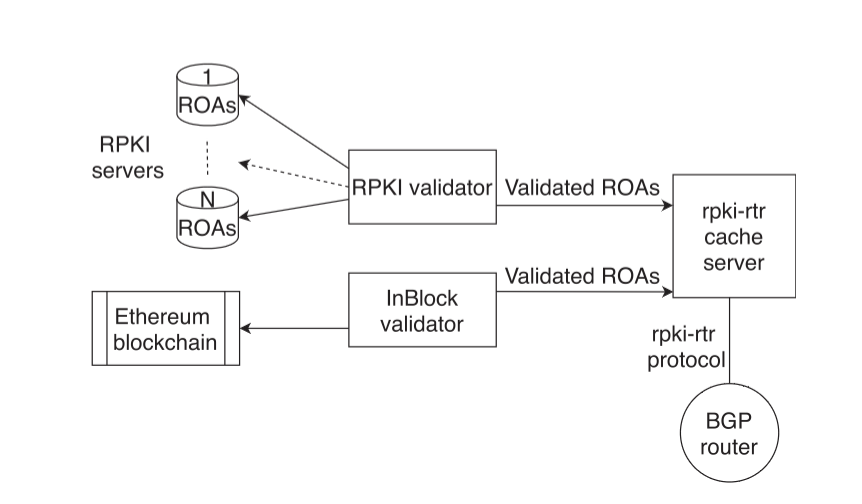 1
ROAs
RPKI
servers
N
ROAs
RPKI validator
Validated ROAs
rpki-rtr
cache
server
Validated ROAs
InBlock
validator
Ethereum
blockchain
rpki-rtr
protocol
BGP
router